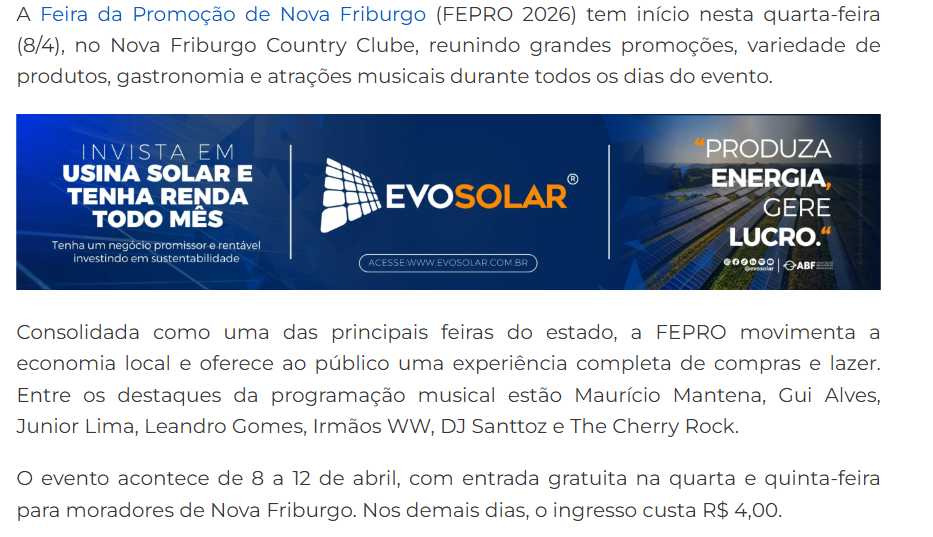 A Feira da Promoção de Nova Friburgo (FEPRO 2026) tem início nesta quarta-feira
(8/4), no Nova Friburgo Country Clube, reunindo grandes promoções, variedade de
produtos, gastronomia e atrações musicais durante todos os dias do evento.
INVISTA EM
USINA SOLAR E
TENHA RENDA
TODO MÊS
Tenha um negócio promissor e rentável
investindo em sustentabilidade
EVOSOLAR®
ACESSE:WWW.EVOSOLAR.COM.BR
“PRODUZA
ENERGIA,
GERE
LUCRO.“
@evosolar
ABF
Consolidada como uma das principais feiras do estado, a FEPRO movimenta a
economia local e oferece ao público uma experiência completa de compras e lazer.
Entre os destaques da programação musical estão Maurício Mantena, Gui Alves,
Junior Lima, Leandro Gomes, Irmãos WW, DJ Santtoz e The Cherry Rock.
O evento acontece de 8 a 12 de abril, com entrada gratuita na quarta e quinta-feira
para moradores de Nova Friburgo. Nos demais dias, o ingresso custa R$ 4,00.